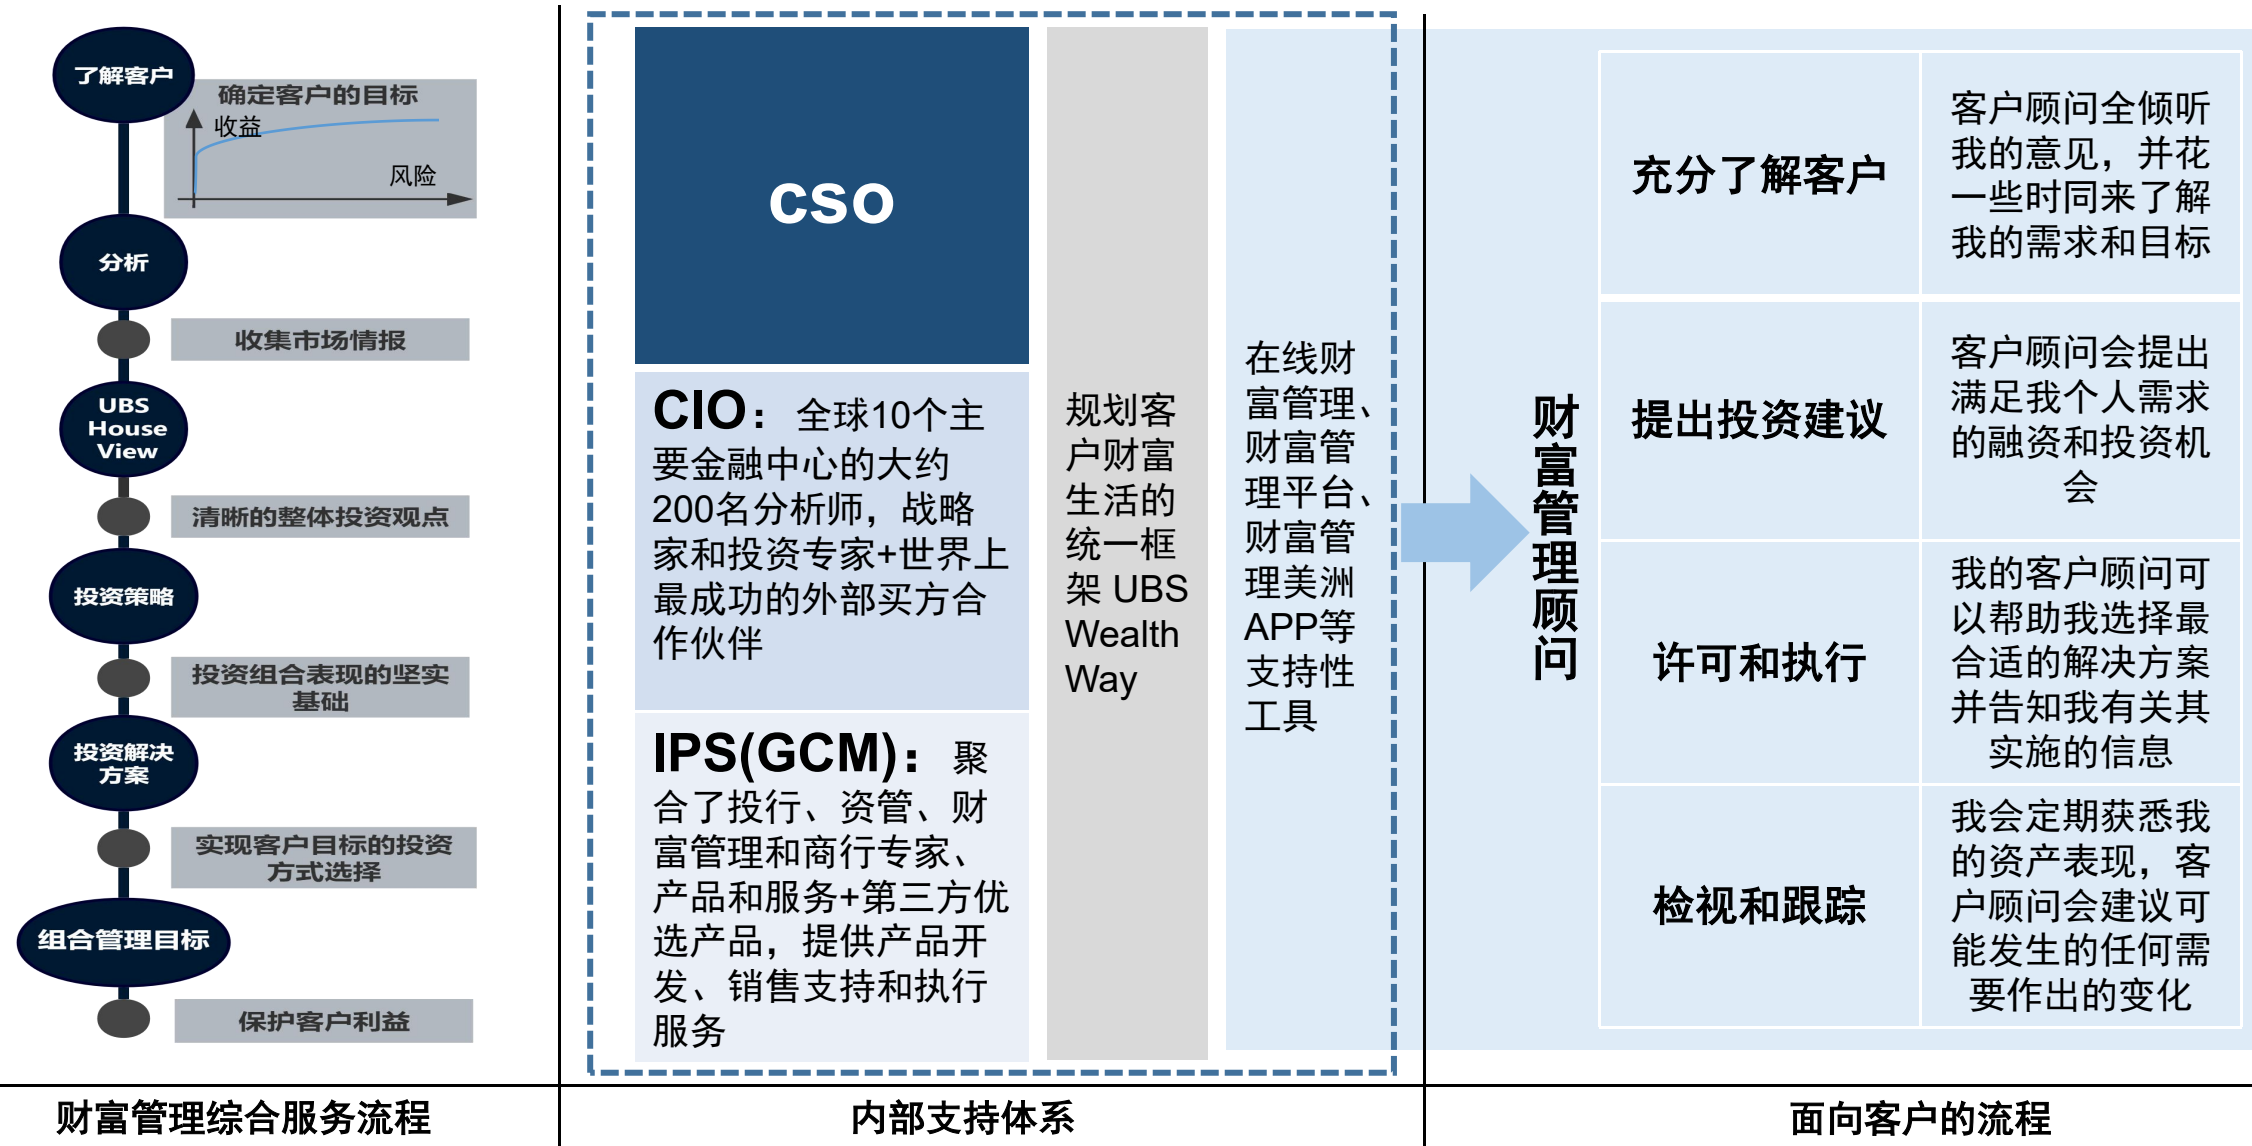 了解客户
确定客户的目标
收益
风险
分析
收集市场情报
UBS
House
View
清晰的整体投资观点
投资策略
投资组合表现的坚实
基础
投资解决
方案
实现客户目标的投资
方式选择
组合管理目标
保护客户利益
财富管理综合服务流程
CSO
CIO：全球10个主
要金融中心的大约
200名分析师，战略
家和投资专家+世界上
最成功的外部买方合
作伙伴
IPS(GCM)：聚
合了投行、资管、财
富管理和商行专家、
产品和服务+第三方优
选产品，提供产品开
发、销售支持和执行
服务
规划客
户财富
生活的
统一框
架 UBS
Wealth
Way
在线财
富管理、
财富管
理平台、
财富管
理美洲
APP等
支持性
工具
内部支持体系
财富管理顾问
充分了解客户
客户顾问全倾听
我的意见，并花
一些时同来了解
我的需求和目标
提出投资建议
客户顾问会提出
满足我个人需求
的融资和投资机
会
许可和执行
我的客户顾问可
以帮助我选择最
合适的解决方案
并告知我有关其
实施的信息
检视和跟踪
我会定期获悉我
的资产表现，客
户顾问会建议可
能发生的任何需
要作出的变化
面向客户的流程